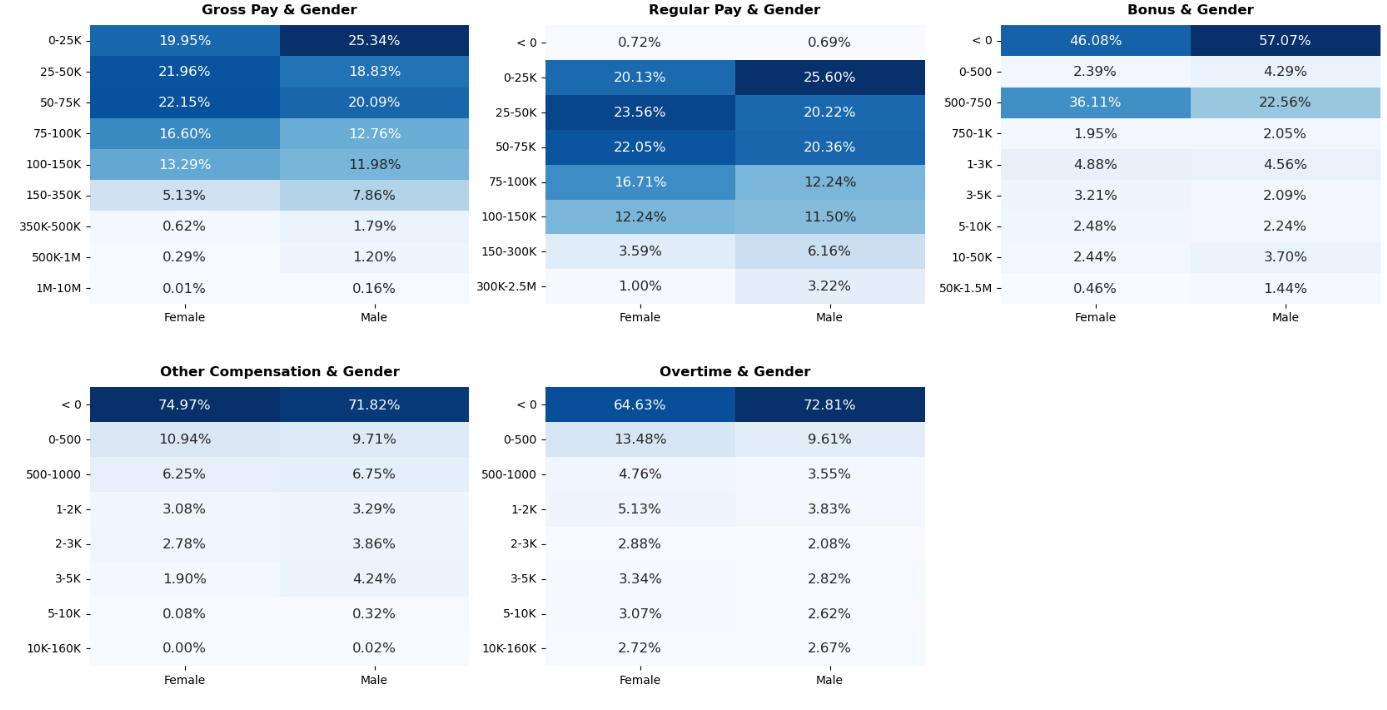 Gross Pay & Gender
0-25K 19.95% 25.34%
25-50K 21.96% 18.83%
50-75K 22.15% 20.09%
75-100K 16.60% 12.76%
100-150K 13.29% 11.98%
150-350K 5.13% 7.86%
350K-500K 0.62% 1.79%
500K-1M 0.29% 1.20%
1M-10M 0.01% 0.16%
Female Male
Regular Pay & Gender
< 0 0.72% 0.69%
0-25K 20.13% 25.60%
25-50K 23.56% 20.22%
50-75K 22.05% 20.36%
75-100K 16.71% 12.24%
100-150K 12.24% 11.50%
150-300K 3.59% 6.16%
300K-2.5M 1.00% 3.22%
Female Male
Bonus & Gender
< 0 46.08% 57.07%
0-500 2.39% 4.29%
500-750 36.11% 22.56%
750-1K 1.95% 2.05%
1-3K 4.88% 4.56%
3-5K 3.21% 2.09%
5-10K 2.48% 2.24%
10-50K 2.44% 3.70%
50K-1.5M 0.46% 1.44%
Female Male
Other Compensation & Gender
< 0 74.97% 71.82%
0-500 10.94% 9.71%
500-1000 6.25% 6.75%
1-2K 3.08% 3.29%
2-3K 2.78% 3.86%
3-5K 1.90% 4.24%
5-10K 0.08% 0.32%
10K-160K 0.00% 0.02%
Female Male
Overtime & Gender
< 0 64.63% 72.81%
0-500 13.48% 9.61%
500-1000 4.76% 3.55%
1-2K 5.13% 3.83%
2-3K 2.88% 2.08%
3-5K 3.34% 2.82%
5-10K 3.07% 2.62%
10K-160K 2.72% 2.67%
Female Male